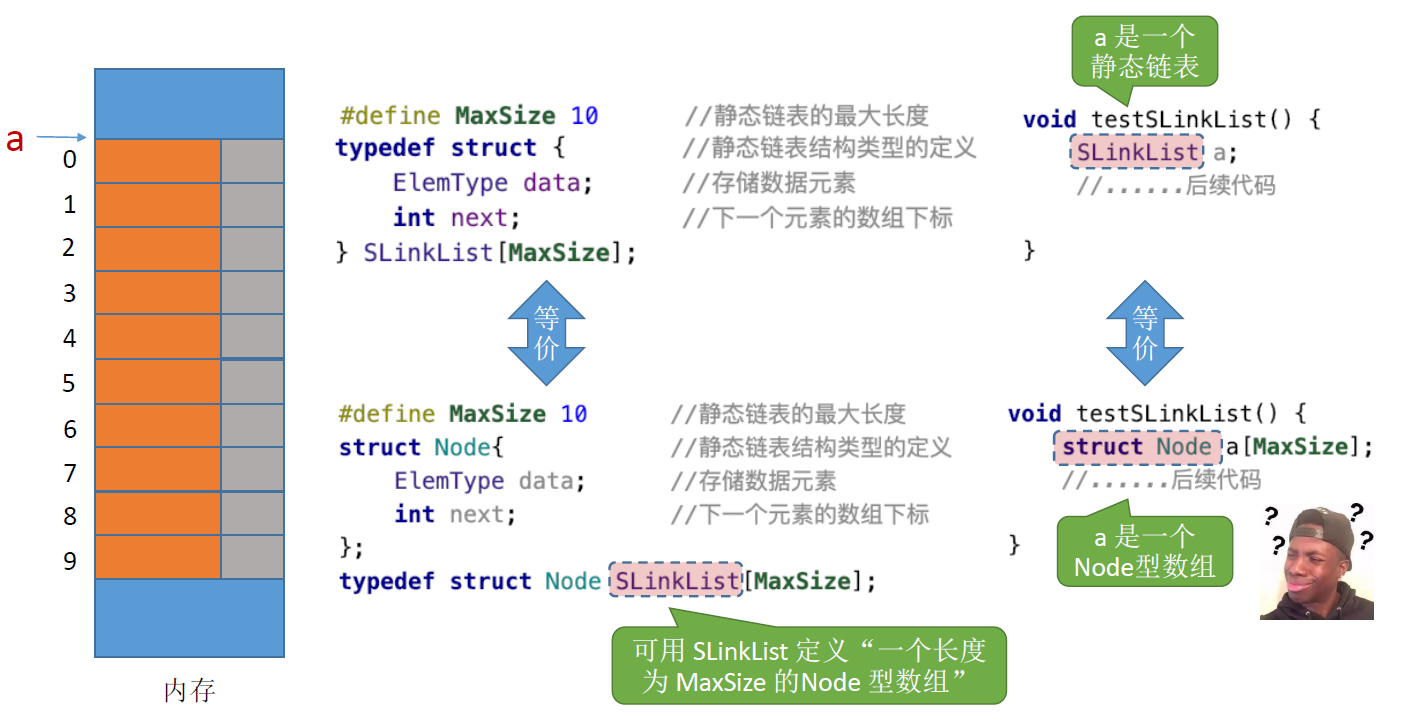 a 是一个
静态链表
#define MaxSize 10 //静态链表的最大长度
typedef struct { //静态链表结构类型的定义
ElemType data; //存储数据元素
int next; //下一个元素的数组下标
} SLinkList[MaxSize];
void testSLinkList() {
SLinkList a;
//......后续代码
}
a
0
1
2
3
4
5
6
7
8
9
内存
等
价
等
价
#define MaxSize 10 //静态链表的最大长度
struct Node{ //静态链表结构类型的定义
ElemType data; //存储数据元素
int next; //下一个元素的数组下标
};
typedef struct Node SLinkList[MaxSize];
void testSLinkList() {
struct Node a[MaxSize];
//......后续代码
}
a 是一个
Node型数组
? ? ? ?
可用 SLinkList 定义“一个长度
为 MaxSize 的Node 型数组”